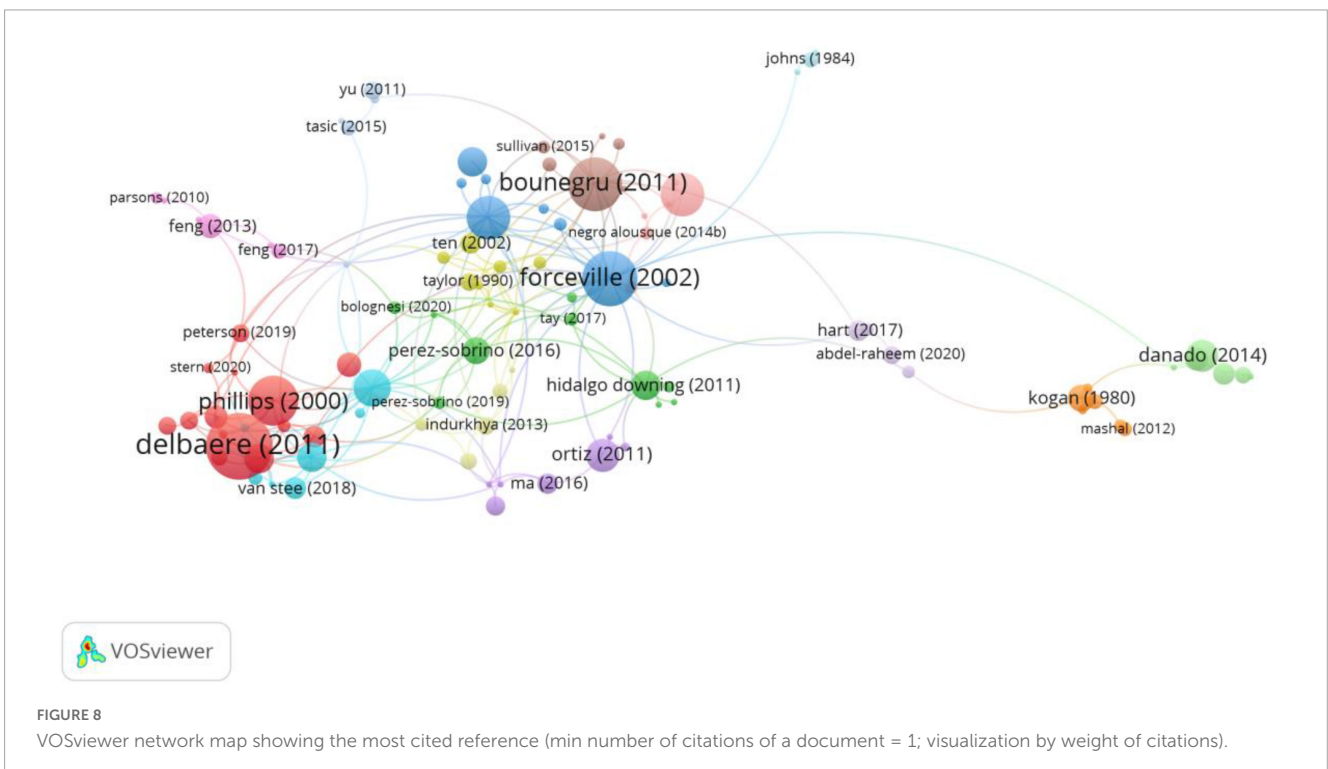 johns (1984)
yu (2011)
tasic (2015)
sullivan (2015)
bounegru (2011)
parsons (2010)
feng (2013)
negro alousque (2014b)
ten (2002)
feng (2017)
taylor (1990)
forceville (2002)
bolognesi (2020)
tay (2017)
peterson (2019)
hart (2017)
perez-sobrino (2016)
abdel-raheem (2020)
danado (2014)
stern (2020)
hidalgo downing (2011)
phillips (2000)
perez-sobrino (2019)
kogan (1980)
indurkhya (2013)
mashal (2012)
delbaere (2011)
ortiz (2011)
van stee (2018)
ma (2016)
VOSviewer
FIGURE 8
VOSviewer network map showing the most cited reference (min number of citations of a document = 1; visualization by weight of citations).